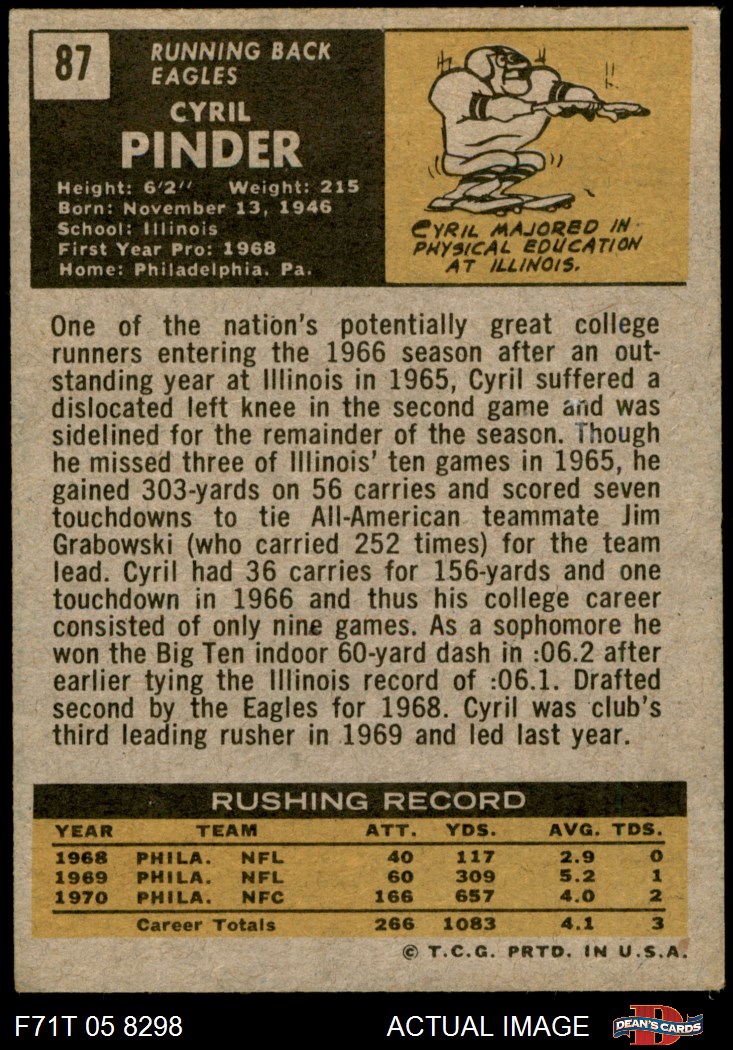 87
RUNNING BACK
EAGLES
CYRIL
PINDER
Height: 6'2" Weight: 215
Born: November 13, 1946
School: Illinois
First Year Pro: 1968
Home: Philadelphia, Pa.
CYRIL MAJORED IN
PHYSICAL EDUCATION
AT ILLINOIS.
One of the nation's potentially great college
runners entering the 1966 season after an out-
standing year at Illinois in 1965, Cyril suffered a
dislocated left knee in the second game and was
sidelined for the remainder of the season. Though
he missed three of Illinois' ten games in 1965, he
gained 303-yards on 56 carries and scored seven
touchdowns to tie All-American teammate Jim
Grabowski (who carried 252 times) for the team
lead. Cyril had 36 carries for 156-yards and one
touchdown in 1966 and thus his college career
consisted of only nine games. As a sophomore he
won the Big Ten indoor 60-yard dash in :06.2 after
earlier tying the Illinois record of :06.1. Drafted
second by the Eagles for 1968. Cyril was club's
third leading rusher in 1969 and led last year.
RUSHING RECORD
YEAR TEAM ATT. YDS. AVG. TDS.
1968 PHILA. NFL 40 117 2.9 0
1969 PHILA. NFL 60 309 5.2 1
1970 PHILA. NFC 166 657 4.0 2
Career Totals 266 1083 4.1 3
© T.C.G. PRTD. IN U.S.A.
F71T 05 8298 ACTUAL IMAGE
D
DEAN'S CARDS